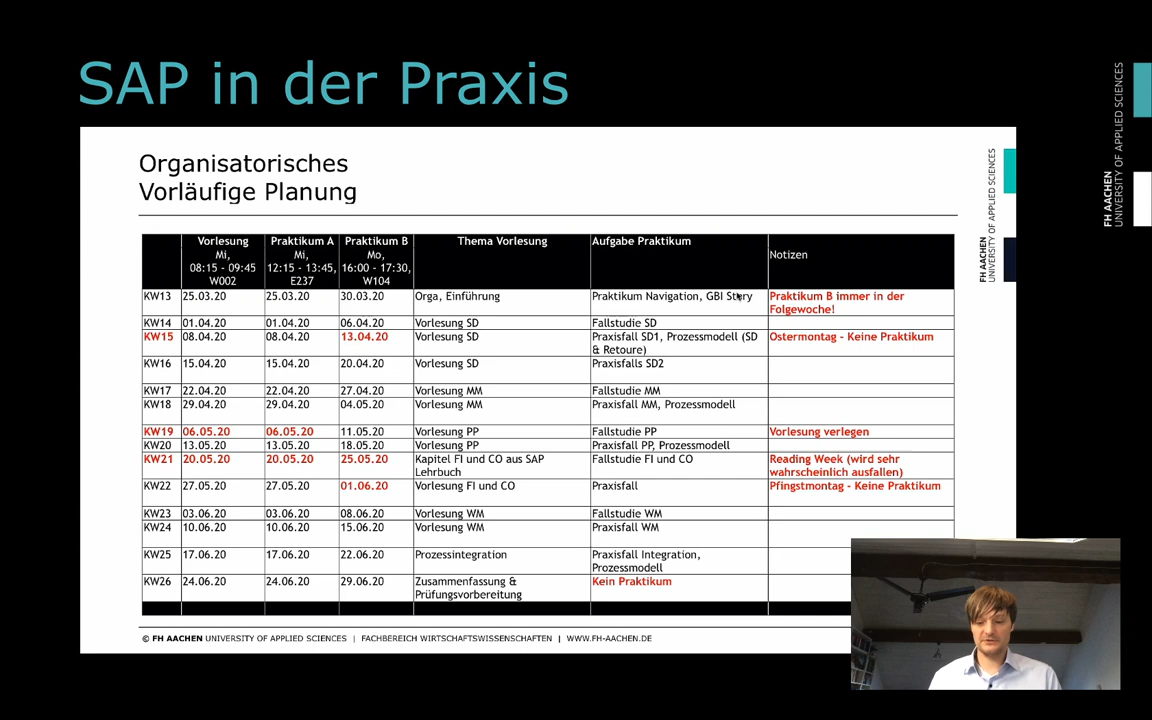 SAP in der Praxis
FH AACHEN
UNIVERSITY OF APPLIED SCIENCES
Organisatorisches
Vorläufige Planung
FH AACHEN
UNIVERSITY OF APPLIED SCIENCES
Vorlesung Mi, 08:15 - 09:45 W002 Praktikum A Mi, 12:15 - 13:45, E237 Praktikum B Mo, 16:00 - 17:30, W104 Thema Vorlesung Aufgabe Praktikum Notizen
KW13 25.03.20 25.03.20 30.03.20 Orga, Einführung Praktikum Navigation, GBI Story Praktikum B immer in der
Folgewoche!
KW14 01.04.20 01.04.20 06.04.20 Vorlesung SD Fallstudie SD
KW15 08.04.20 08.04.20 13.04.20 Vorlesung SD Praxisfall SD1, Prozessmodell (SD Ostermontag - Keine Praktikum
& Retoure)
KW16 15.04.20 15.04.20 20.04.20 Vorlesung SD Praxisfalls SD2
KW17 22.04.20 22.04.20 27.04.20 Vorlesung MM Fallstudie MM
KW18 29.04.20 29.04.20 04.05.20 Vorlesung MM Praxisfall MM, Prozessmodell
KW19 06.05.20 06.05.20 11.05.20 Vorlesung PP Fallstudie PP Vorlesung verlegen
KW20 13.05.20 13.05.20 18.05.20 Vorlesung PP Praxisfall PP, Prozessmodell
KW21 20.05.20 20.05.20 25.05.20 Kapitel FI und CO aus SAP Fallstudie FI und CO Reading Week (wird sehr
Lehrbuch wahrscheinlich ausfallen)
KW22 27.05.20 27.05.20 01.06.20 Vorlesung FI und CO Praxisfall Pfingstmontag - Keine Praktikum
KW23 03.06.20 03.06.20 08.06.20 Vorlesung WM Fallstudie WM
KW24 10.06.20 10.06.20 15.06.20 Vorlesung WM Praxisfall WM
KW25 17.06.20 17.06.20 22.06.20 Prozessintegration Praxisfall Integration,
Prozessmodell
KW26 24.06.20 24.06.20 29.06.20 Zusammenfassung & Kein Praktikum
Prüfungsvorbereitung
© FH AACHEN UNIVERSITY OF APPLIED SCIENCES | FACHBEREICH WIRTSCHAFTSWISSENSCHAFTEN | WWW.FH-AACHEN.DE